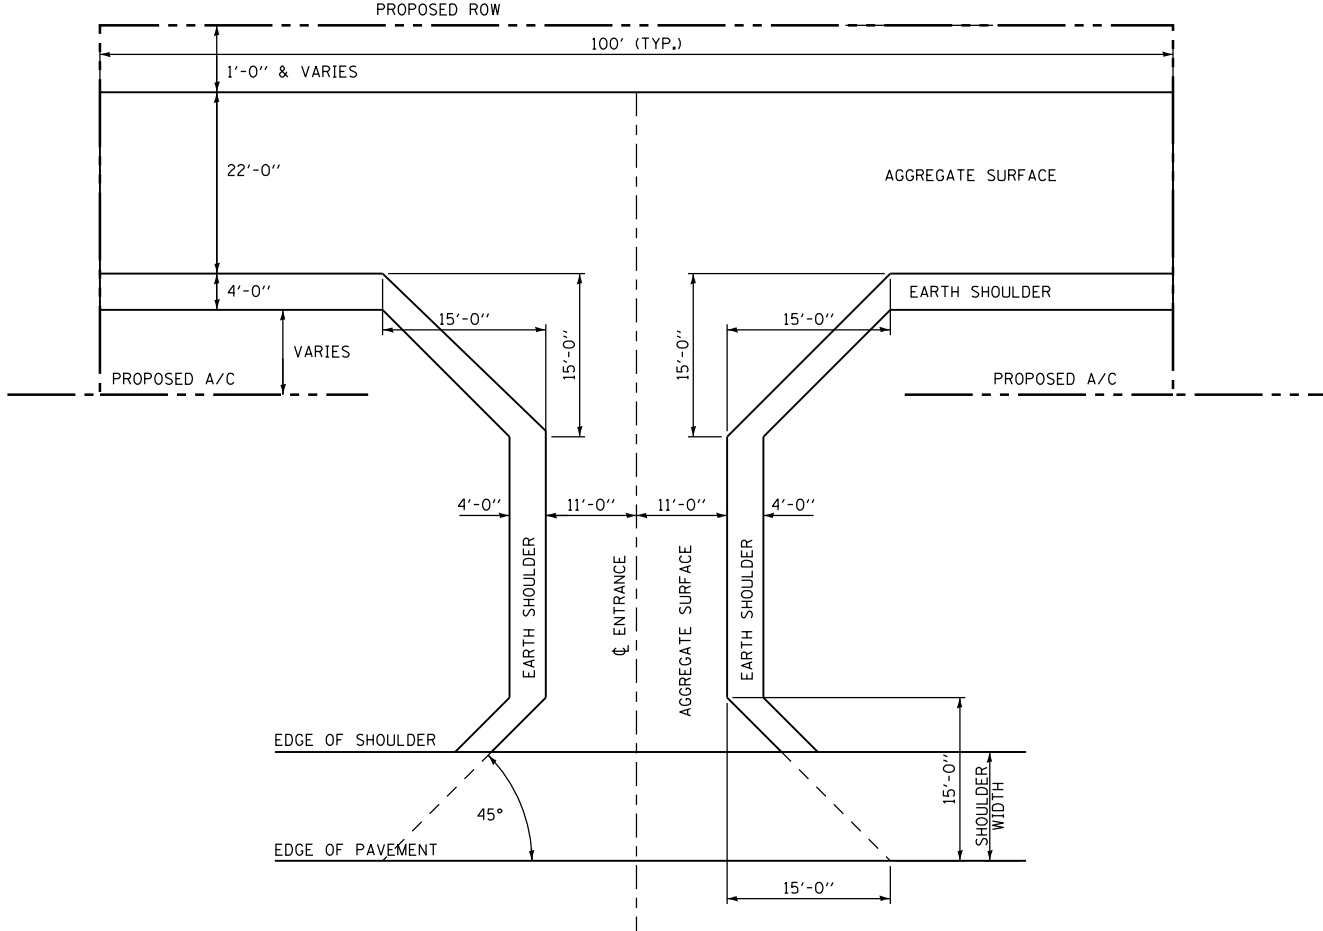 PROPOSED ROW
100' (TYP.)
1'-0'' & VARIES
22'-0''
AGGREGATE SURFACE
4'-0''
EARTH SHOULDER
15'-0''
15'-0''
15'-0''
15'-0''
VARIES
PROPOSED A/C
PROPOSED A/C
4'-0''
11'-0''
11'-0''
4'-0''
EARTH SHOULDER
℄ ENTRANCE
AGGREGATE SURFACE
EARTH SHOULDER
EDGE OF SHOULDER
15'-0''
SHOULDER
WIDTH
45°
EDGE OF PAVEMENT
15'-0''